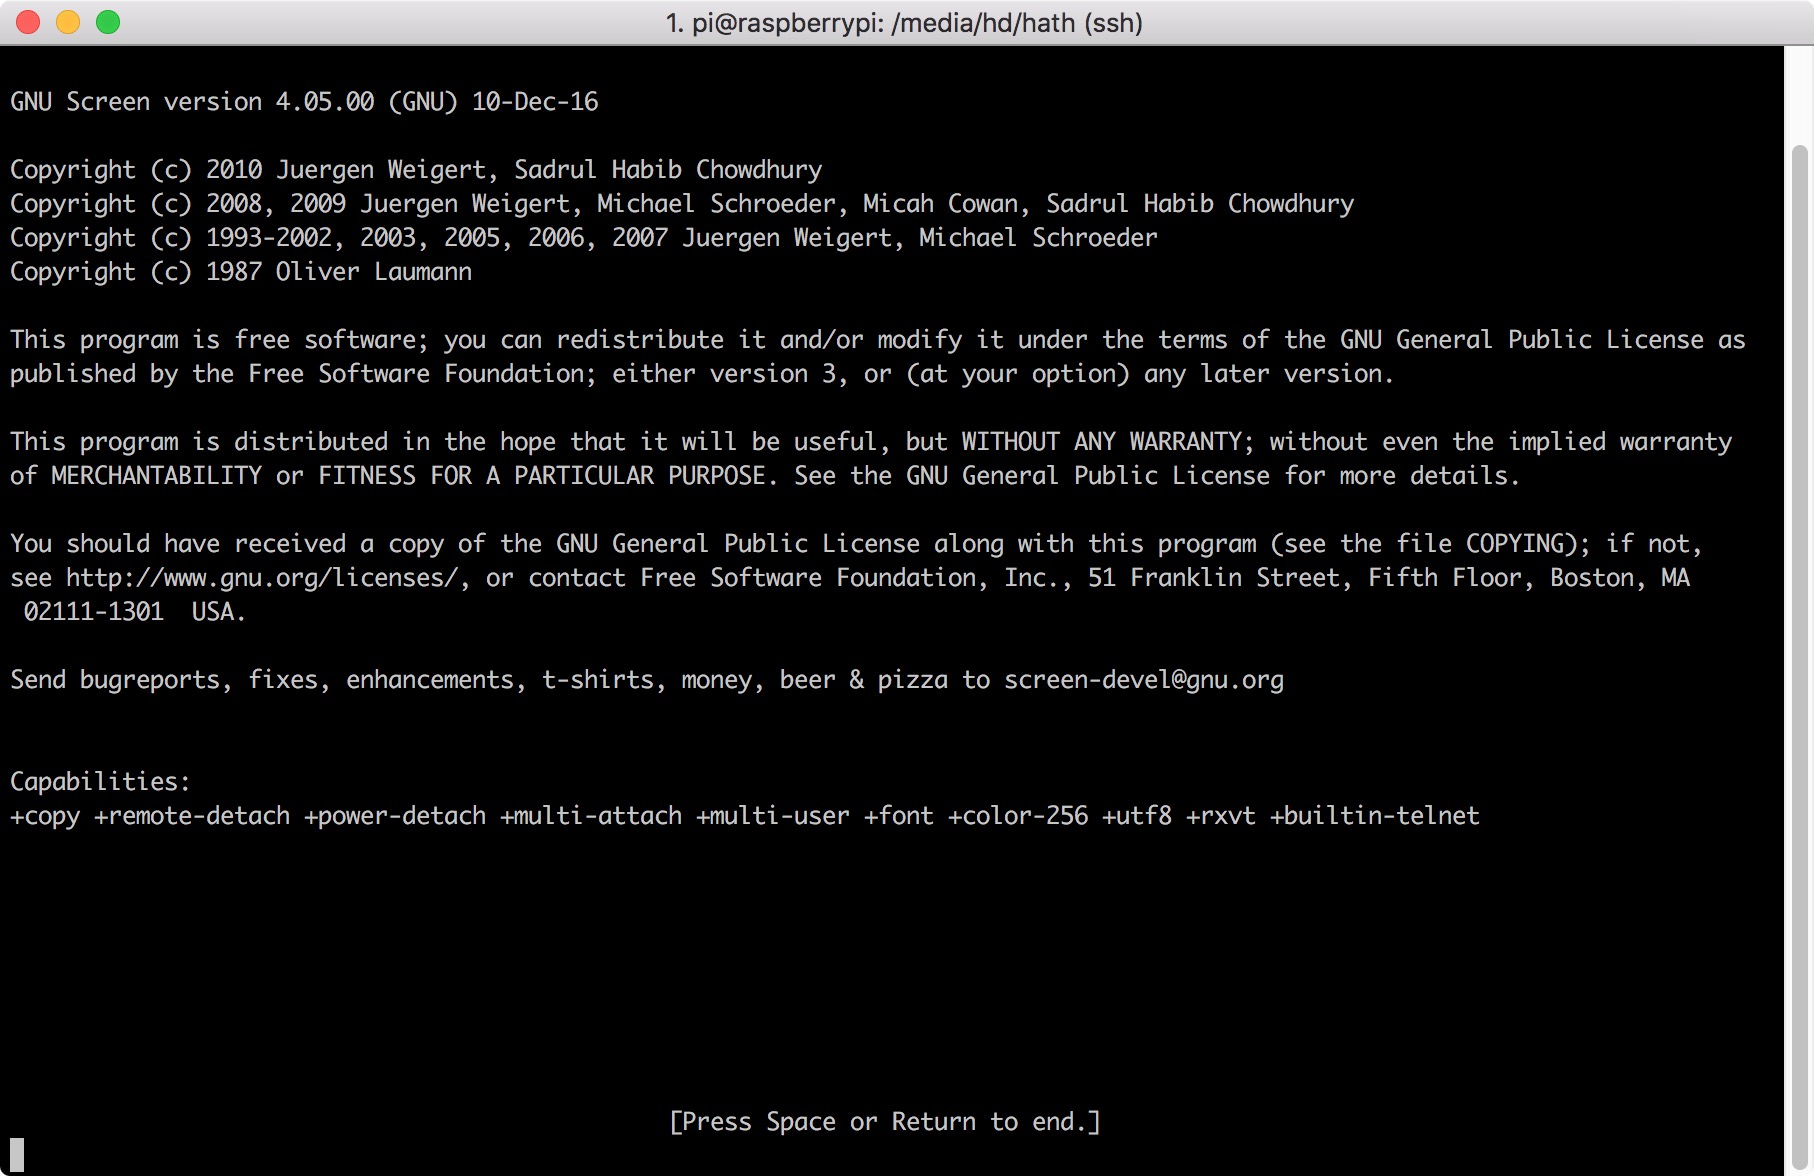 1. pi@raspberrypi: /media/hd/hath (ssh)
GNU Screen version 4.05.00 (GNU) 10-Dec-16
Copyright (c) 2010 Juergen Weigert, Sadrul Habib Chowdhury
Copyright (c) 2008, 2009 Juergen Weigert, Michael Schroeder, Micah Cowan, Sadrul Habib Chowdhury
Copyright (c) 1993-2002, 2003, 2005, 2006, 2007 Juergen Weigert, Michael Schroeder
Copyright (c) 1987 Oliver Laumann
This program is free software; you can redistribute it and/or modify it under the terms of the GNU General Public License as
published by the Free Software Foundation; either version 3, or (at your option) any later version.
This program is distributed in the hope that it will be useful, but WITHOUT ANY WARRANTY; without even the implied warranty
of MERCHANTABILITY or FITNESS FOR A PARTICULAR PURPOSE. See the GNU General Public License for more details.
You should have received a copy of the GNU General Public License along with this program (see the file COPYING); if not,
see http://www.gnu.org/licenses/, or contact Free Software Foundation, Inc., 51 Franklin Street, Fifth Floor, Boston, MA
02111-1301  USA.
Send bugreports, fixes, enhancements, t-shirts, money, beer & pizza to screen-devel@gnu.org
Capabilities:
+copy +remote-detach +power-detach +multi-attach +multi-user +font +color-256 +utf8 +rxvt +builtin-telnet
[Press Space or Return to end.]